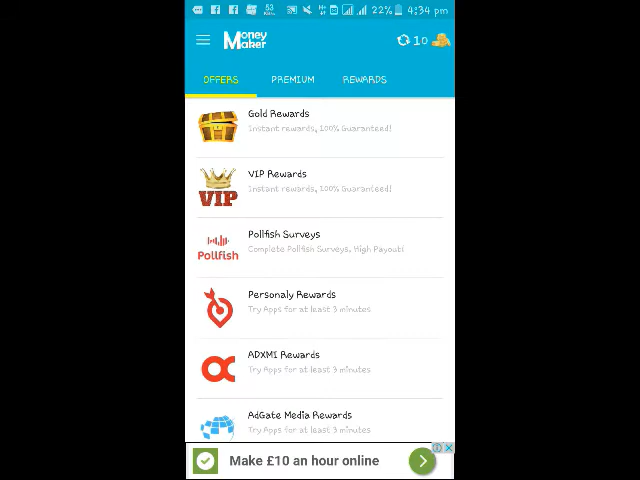 53
KB/s
22%
4:34 pm
Money
Maker
10
OFFERS
PREMIUM
REWARDS
Gold Rewards
Instant rewards, 100% Guaranteed!
VIP Rewards
Instant rewards, 100% Guaranteed!
VIP
Pollfish Surveys
Complete Pollfish Surveys, High Payout!
Pollfish
Personaly Rewards
Try Apps for at least 3 minutes
ADXMI Rewards
Try Apps for at least 3 minutes
AdGate Media Rewards
Try Apps for at least 3 minutes
Make £10 an hour online